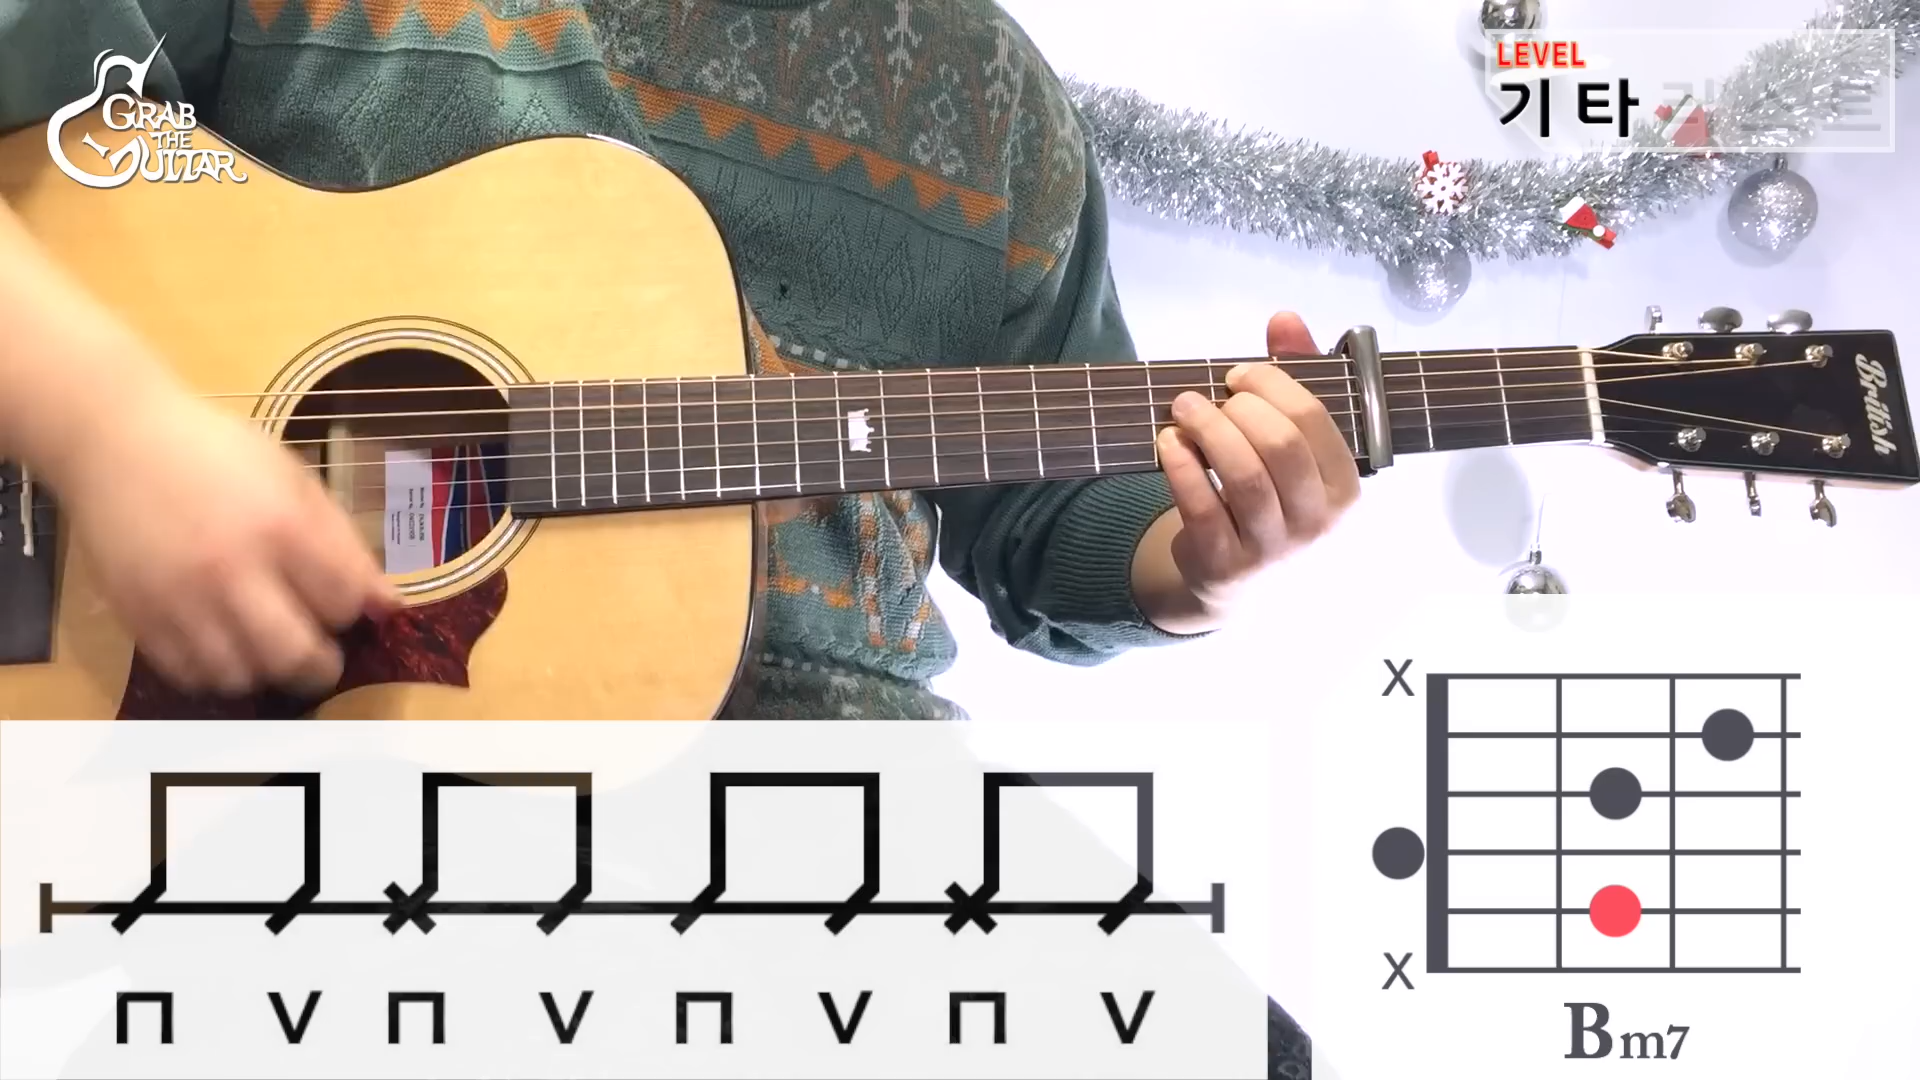 GRAB
THE
GUITAR
LEVEL
기 타
British
X
X
Bm7